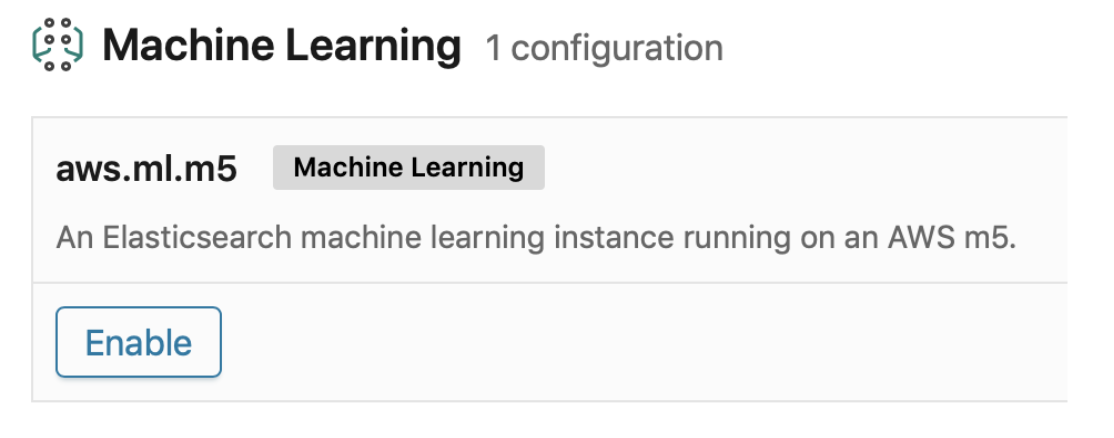 Machine Learning 1 configuration
aws.ml.m5 Machine Learning
An Elasticsearch machine learning instance running on an AWS m5.
Enable